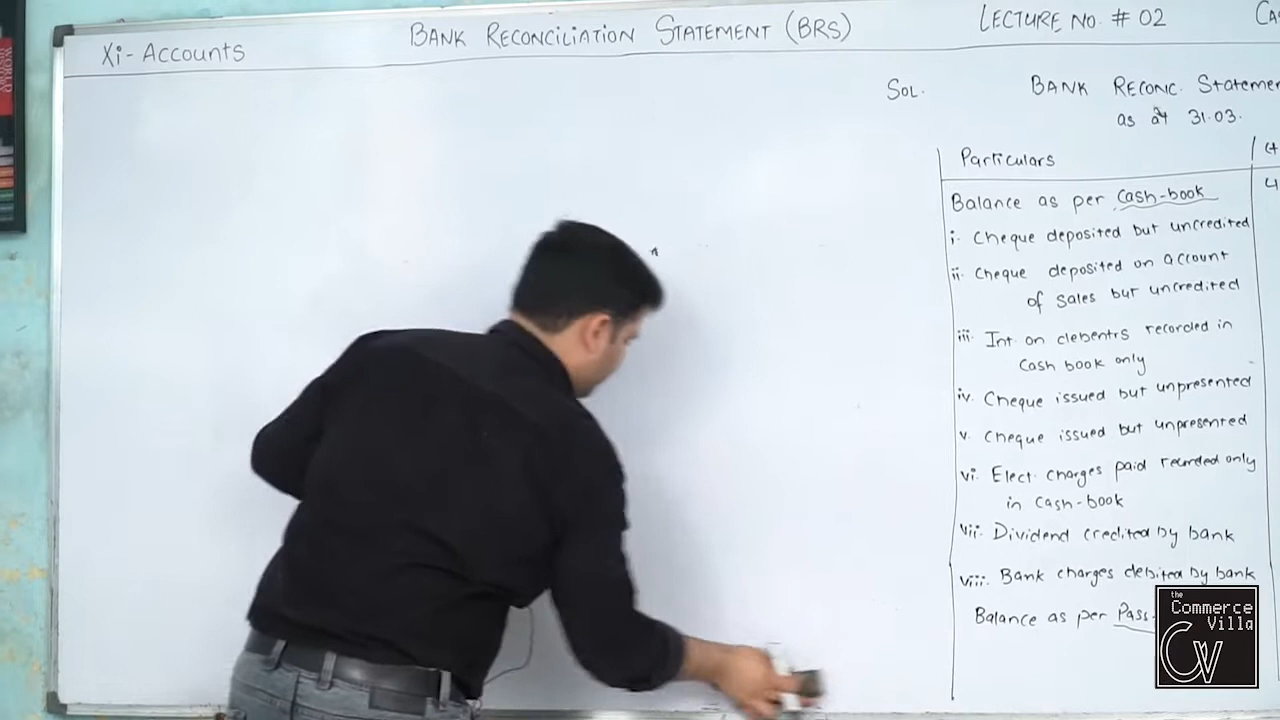 Xi-Accounts
BANK RECONCILIATION STATEMENT (BRS)
LECTURE NO. # 02
SOL.
BANK RECONC. Statemen
as at 31.03.
Particulars
Balance as per Cash-book
i. Cheque deposited but uncredited
ii. Cheque deposited on account
of sales but uncredited
iii. Int on debentrs recorded in
Cash book only
iv. Cheque issued but unpresented
v. Cheque issued but unpresented
vi. Elect. charges paid recorded only
in cash-book
vii. Dividend credited by bank
viii. Bank charges debited by bank
Balance as per Pass
the
Commerce
Villa
CV
WORLD